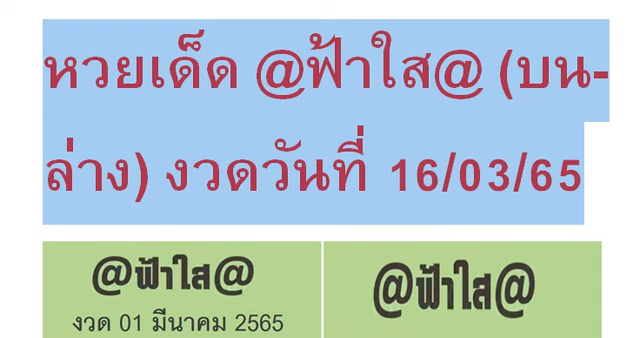 หวยเด็ด @ฟ้าใส@ (บน-
ล่าง) งวดวันที่ 16/03/65
@ฟ้าใส@
งวด 01 มีนาคม 2565
@ฟ้าใส@